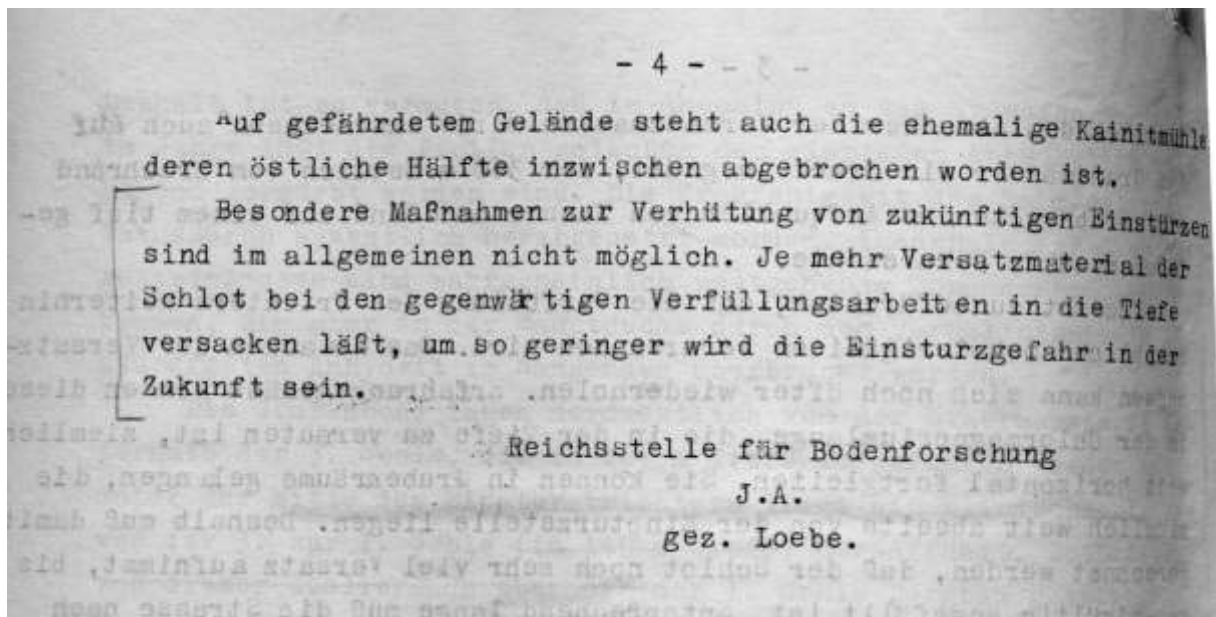 - 4 -
Auf gefährdetem Gelände steht auch die ehemalige Kainitmühle
deren östliche Hälfte inzwischen abgebrochen worden ist.
Besondere Maßnahmen zur Verhütung von zukünftigen Einstürzen
sind im allgemeinen nicht möglich. Je mehr Versatzmaterial der
Schlot bei den gegenwärtigen Verfüllungsarbeiten in die Tiefe
versacken läßt, um so geringer wird die Einsturzgefahr in der
Zukunft sein.
Reichsstelle für Bodenforschung
J.A.
gez. Loebe.